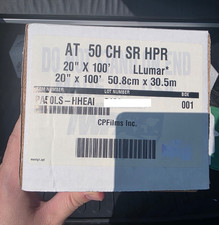 AT 50 CH SR HPR
20" X 100' LLumar®
20" x 100' 50.8cm x 30.5m
LOT NUMBER
BOX
001
CPFilms Inc.